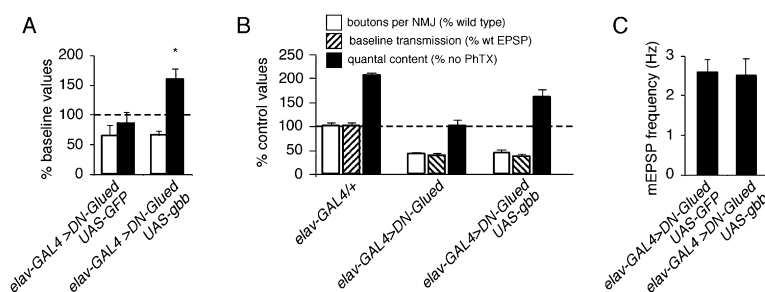 A
% baseline values
200
150
100
50
0
*
elav-GAL4 >DN-Glued
UAS-GFP
elav-GAL4 >DN-Glued
UAS-gbb
B
boutons per NMJ (% wild type)
baseline transmission (% wt EPSP)
quantal content (% no PhTX)
% control values
250
200
150
100
50
0
elav-GAL4/+
elav-GAL4>DN-Glued
elav-GAL4>DN-Glued
UAS-gbb
C
mEPSP frequency (Hz)
3
2
1
0
elav-GAL4>DN-Glued
UAS-GFP
elav-GAL4 >DN-Glued
UAS-gbb